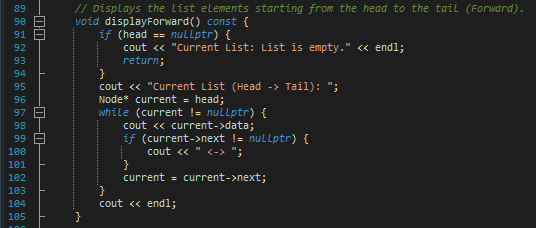 89 // Displays the list elements starting from the head to the tail (Forward).
90 void displayForward() const {
91 if (head == nullptr) {
92 cout << "Current List: List is empty." << endl;
93 return;
94 }
95 cout << "Current List (Head -> Tail): ";
96 Node* current = head;
97 while (current != nullptr) {
98 cout << current->data;
99 if (current->next != nullptr) {
100 cout << " <-> ";
101 }
102 current = current->next;
103 }
104 cout << endl;
105 }